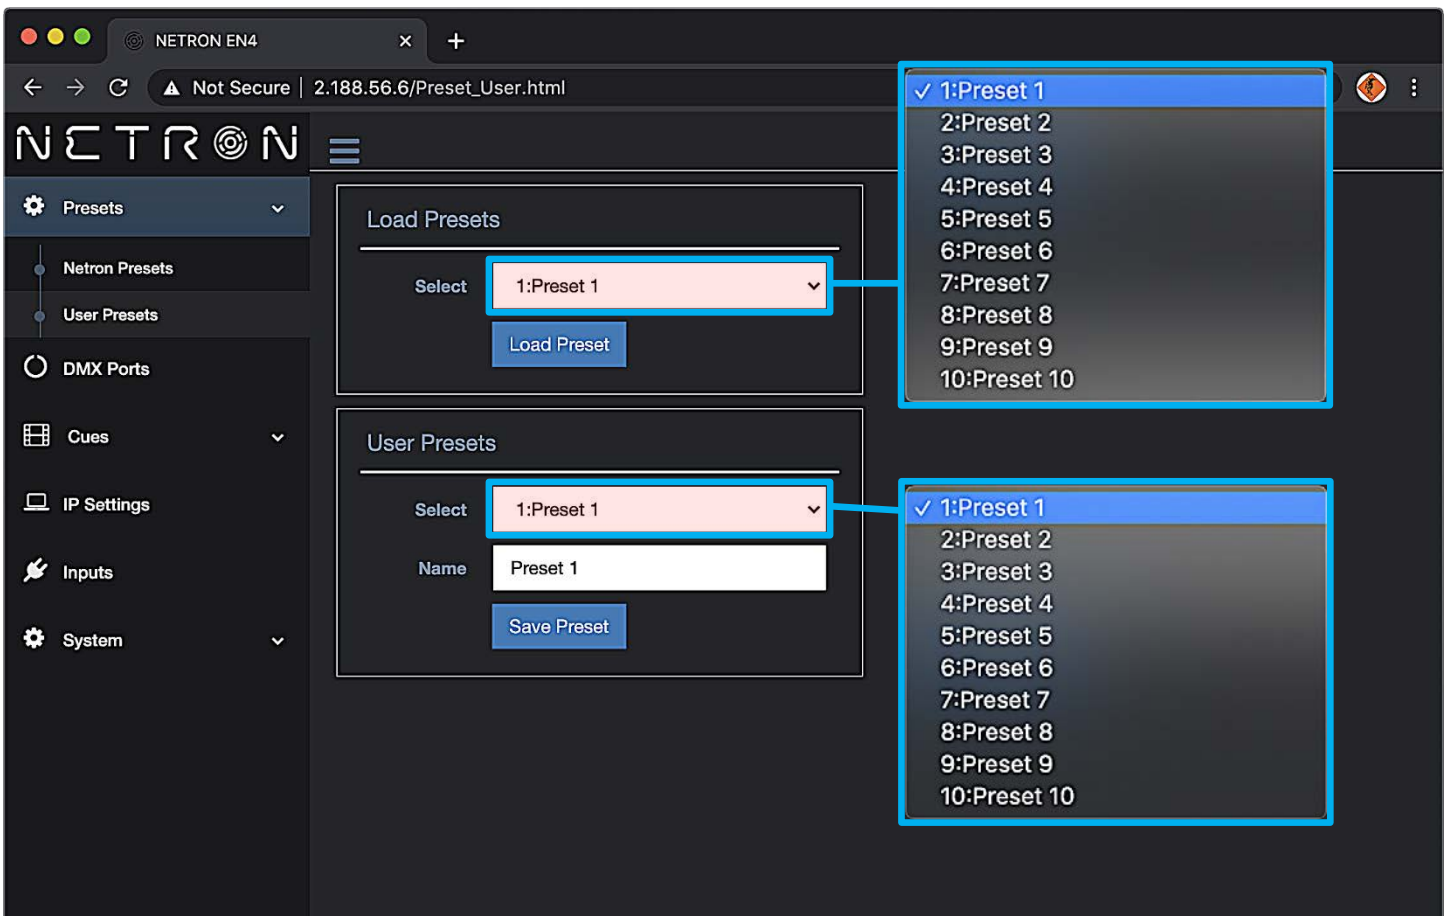 NETRON EN4
Not Secure | 2.188.56.6/Preset_User.html
NETRON
Presets
Netron Presets
User Presets
DMX Ports
Cues
IP Settings
Inputs
System
Load Presets
Select
1:Preset 1
Load Preset
User Presets
Select
1:Preset 1
Name
Preset 1
Save Preset
✓ 1:Preset 1
2:Preset 2
3:Preset 3
4:Preset 4
5:Preset 5
6:Preset 6
7:Preset 7
8:Preset 8
9:Preset 9
10:Preset 10
✓ 1:Preset 1
2:Preset 2
3:Preset 3
4:Preset 4
5:Preset 5
6:Preset 6
7:Preset 7
8:Preset 8
9:Preset 9
10:Preset 10